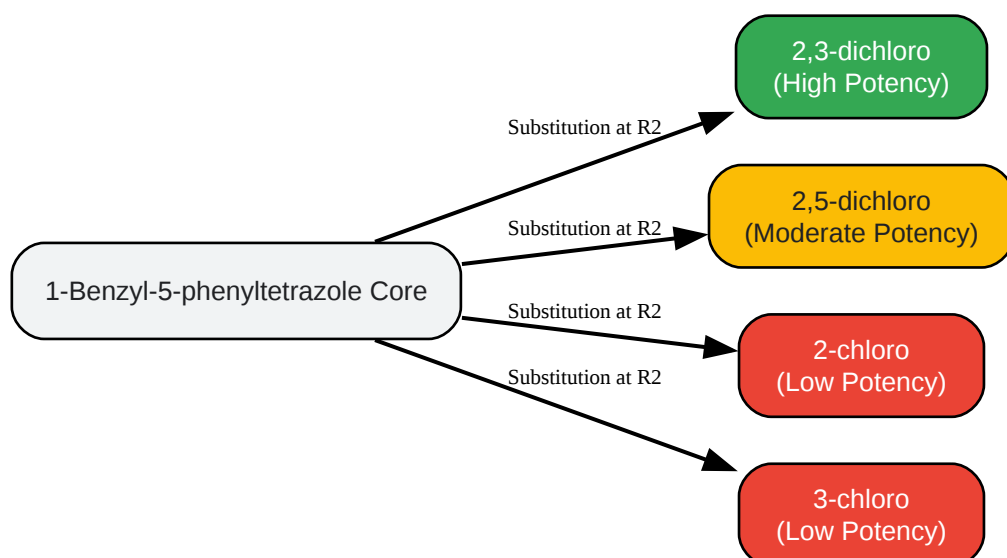 2,3-dichloro
(High Potency)
Substitution at R2
2,5-dichloro
(Moderate Potency)
Substitution at R2
1-Benzyl-5-phenyltetrazole Core
Substitution at R2
2-chloro
(Low Potency)
Substitution at R2
3-chloro
(Low Potency)